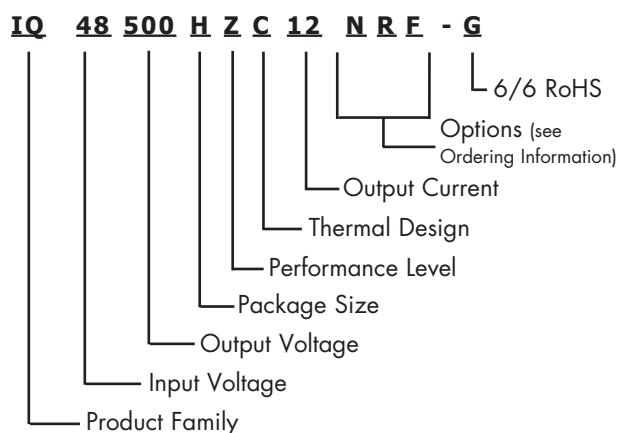 IQ 48 500 H Z C 12 N R F - G
6/6 RoHS
Options (see
Ordering Information)
Output Current
Thermal Design
Performance Level
Package Size
Output Voltage
Input Voltage
Product Family